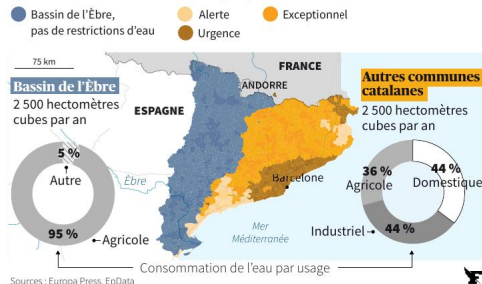 Bassin de l'Èbre,
pas de restrictions d'eau
Alerte
Urgence
Exceptionnel
75 km
FRANCE
ANDORRE
ESPAGNE
Bassin de l'Èbre
2 500 hectomètres
cubes par an
5 %
Autre
95 %
Agricole
Èbre
Barcelone
Mer
Méditerranée
Autres communes
catalanes
2 500 hectomètres
cubes par an
36 %
Agricole
44 %
Domestique
Industriel
44 %
Consommation de l'eau par usage
Sources : Europa Press, EpData